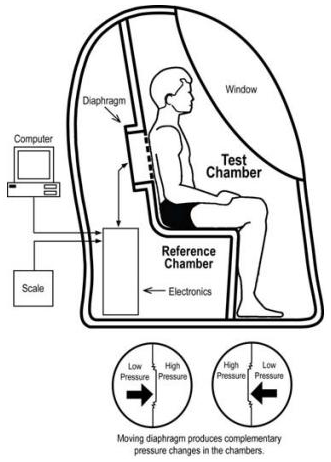 Diaphragm
Window
Computer
Test
Chamber
Reference
Chamber
Scale
Electronics
Low
Pressure
High
Pressure
High
Pressure
Low
Pressure
Moving diaphragm produces complementary
pressure changes in the chambers.